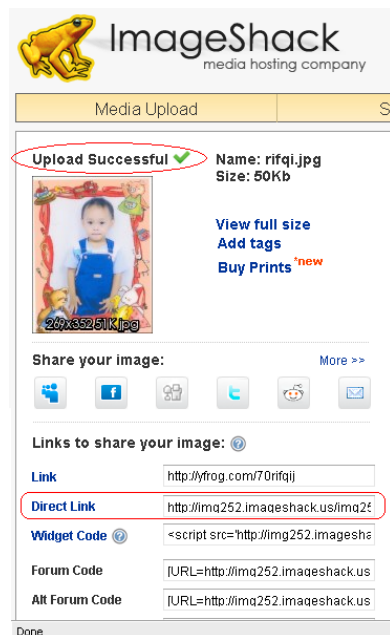 ImageShack
media hosting company
Media Upload
S
Upload Successful
Name: rifqi.jpg
Size: 50Kb
View full size
Add tags
Buy Prints *new
269x352 51K jpg
Share your image:
More >>
Links to share your image: ?
Link
http://yfrog.com/70rifqij
Direct Link
http://img252.imageshack.us/img25
Widget Code ?
<script src='http://img252.imagesha
Forum Code
[URL=http://img252.imageshack.us
Alt Forum Code
[URL=http://img252.imageshack.us
Done